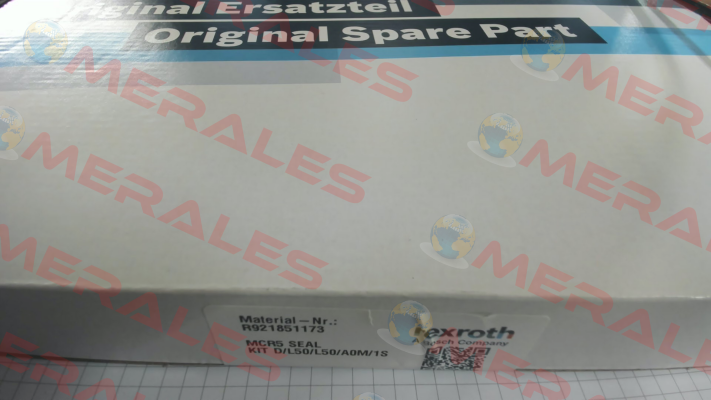 Original Ersatzteil
Original Spare Part
MERALES
MERALES
MERALES
MERALES
MERALES
MERALES
Material-Nr.:
R921851173
MCR5 SEAL
KIT D/L50/L50/A0M/1S
rexroth
A Bosch Company